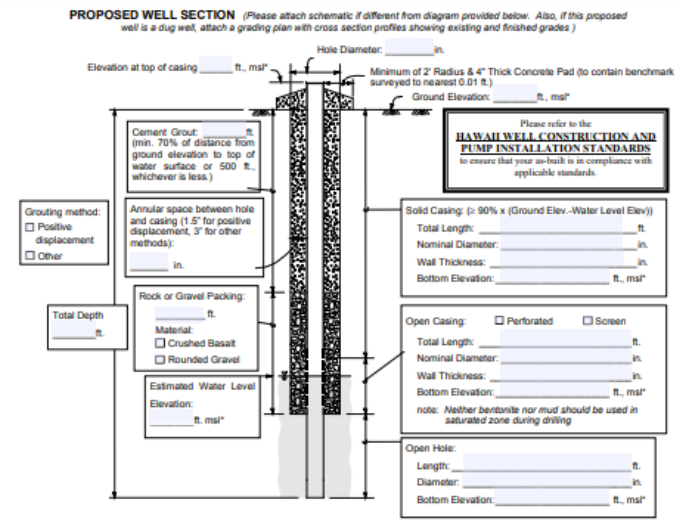 PROPOSED WELL SECTION (Please attach schematic if different from diagram provided below. Also, if this proposed
well is a dug well, attach a grading plan with cross section profiles showing existing and finished grades )
Hole Diameter: in.
Elevation at top of casing ft., msl*
Minimum of 2' Radius & 4" Thick Concrete Pad (to contain benchmark
surveyed to nearest 0.01 ft.)
Ground Elevation: ft., msl*
Cement Grout: ft.
(min. 70% of distance from
ground elevation to top of
water surface or 500 ft.,
whichever is less.)
Please refer to the
HAWAII WELL CONSTRUCTION AND
PUMP INSTALLATION STANDARDS
to ensure that your as-built is in compliance with
applicable standards.
Grouting method:
Positive
displacement
Other
Annular space between hole
and casing (1.5" for positive
displacement, 3" for other
methods):
in.
Solid Casing: (≥ 90% x (Ground Elev.-Water Level Elev))
Total Length: ft.
Nominal Diameter: in.
Wall Thickness: in.
Bottom Elevation: ft., msl*
Total Depth
ft.
Rock or Gravel Packing:
ft.
Material:
Crushed Basalt
Rounded Gravel
Open Casing: Perforated Screen
Total Length: ft.
Nominal Diameter: in.
Wall Thickness: in.
Bottom Elevation: ft., msl*
note: Neither bentonite nor mud should be used in
saturated zone during drilling
Estimated Water Level
Elevation:
ft. msl*
Open Hole:
Length: ft.
Diameter: in.
Bottom Elevation: ft., msl*